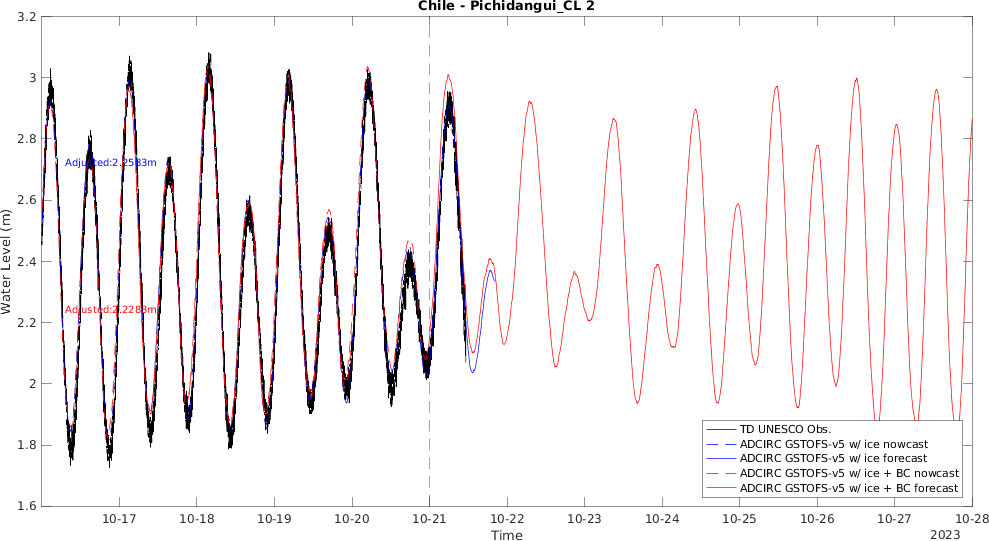 Chile - Pichidangui_CL 2
3.2
3
2.8
2.6
2.4
2.2
2
1.8
1.6
Water Level (m)
Adjusted:2.2583m
Adjusted:2.2283m
TD UNESCO Obs.
ADCIRC GSTOFS-v5 w/ ice nowcast
ADCIRC GSTOFS-v5 w/ ice forecast
ADCIRC GSTOFS-v5 w/ ice + BC nowcast
ADCIRC GSTOFS-v5 w/ ice + BC forecast
10-17 10-18 10-19 10-20 10-21 10-22 10-23 10-24 10-25 10-26 10-27 10-28
Time
2023